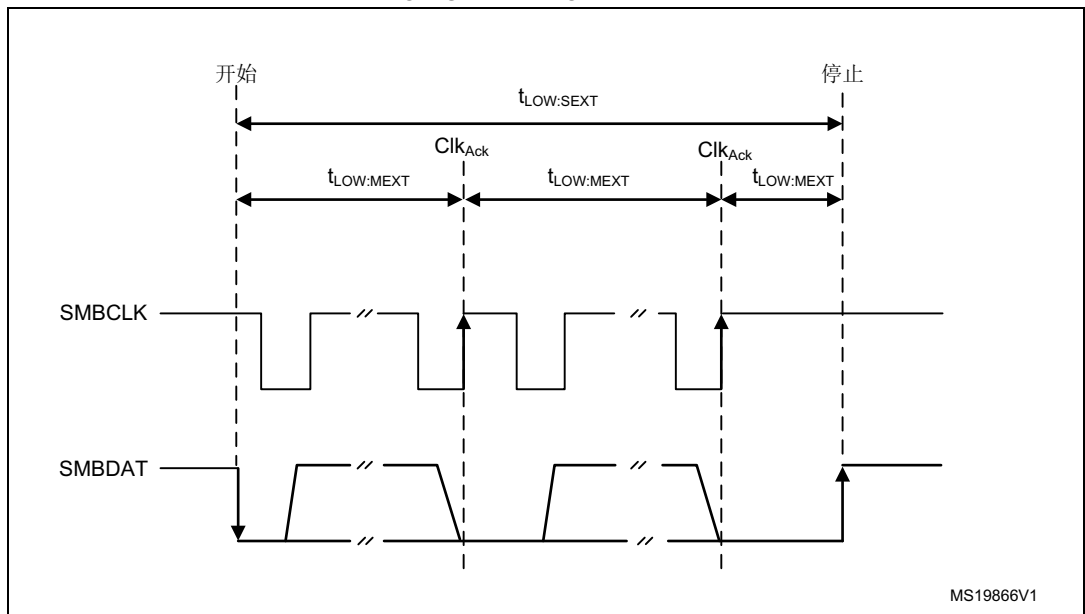 开始
停止
tLOW:SEXT
ClkAck
ClkAck
tLOW:MEXT
tLOW:MEXT
tLOW:MEXT
SMBCLK
SMBDAT
MS19866V1